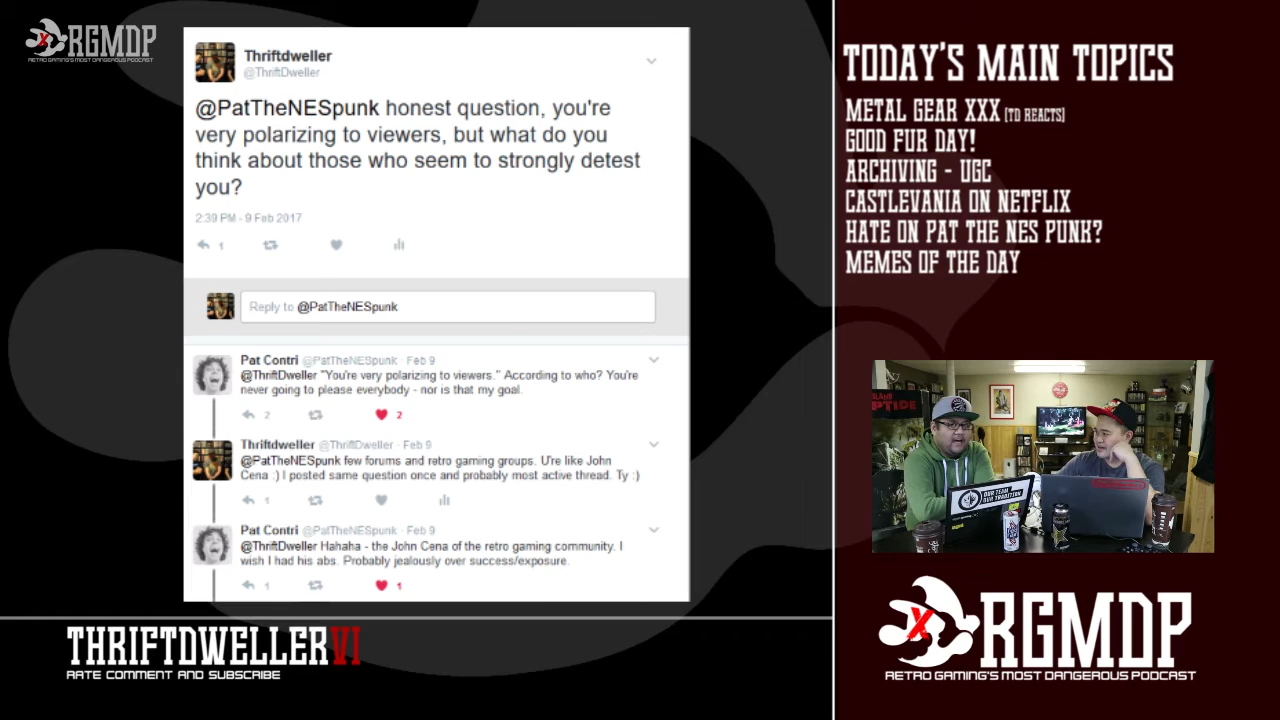 RGMDP
RETRO GAMING'S MOST DANGEROUS PODCAST
Thriftdweller
@ThriftDweller
@PatTheNESpunk honest question, you're
very polarizing to viewers, but what do you
think about those who seem to strongly detest
you?
2:39 PM - 9 Feb 2017
1
Reply to @PatTheNESpunk
Pat Contri @PatTheNESpunk · Feb 9
@ThriftDweller "You're very polarizing to viewers." According to who? You're
never going to please everybody - nor is that my goal.
2 2
Thriftdweller @ThriftDweller · Feb 9
@PatTheNESpunk few forums and retro gaming groups. U're like John
Cena :) I posted same question once and probably most active thread. Ty :)
1
Pat Contri @PatTheNESpunk · Feb 9
@ThriftDweller Hahaha - the John Cena of the retro gaming community. I
wish I had his abs. Probably jealously over success/exposure.
1 1
THRIFTDWELLERVI
RATE COMMENT AND SUBSCRIBE
TODAY'S MAIN TOPICS
METAL GEAR XXX (TD REACTS)
GOOD FUR DAY!
ARCHIVING - UGC
CASTLEVANIA ON NETFLIX
HATE ON PAT THE NES PUNK?
MEMES OF THE DAY
PTIDE
OUR TEAM
OUR TRADITION
X
RGMDP
RETRO GAMING'S MOST DANGEROUS PODCAST